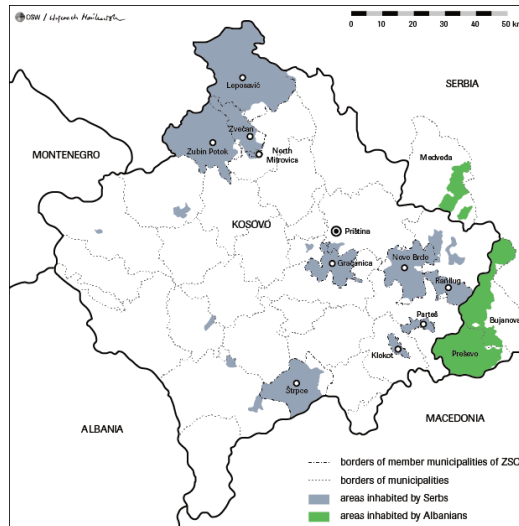 OSW / Wojciech Mańkowski
0 10 20 30 40 50 km
SERBIA
Leposavić
Zvečan
Zubin Potok
North
Mitrovica
MONTENEGRO
Medveđa
KOSOVO
Priština
Gračanica
Novo Brdo
Ranilug
Parteš
Bujanova
Klokot
Preševo
Štrpce
ALBANIA
MACEDONIA
borders of member municipalities of ZSO
borders of municipalities
areas inhabited by Serbs
areas inhabited by Albanians